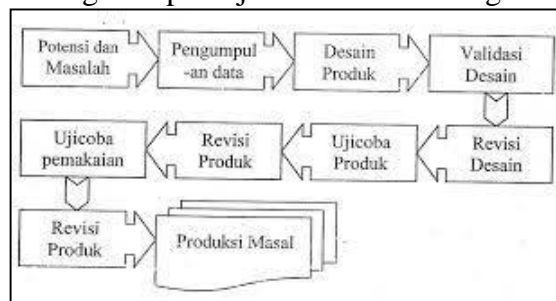 Potensi dan
Masalah
Pengumpul
-an data
Desain
Produk
Validasi
Desain
Ujicoba
pemakaian
Revisi
Produk
Ujicoba
Produk
Revisi
Desain
Revisi
Produk
Produksi Masal